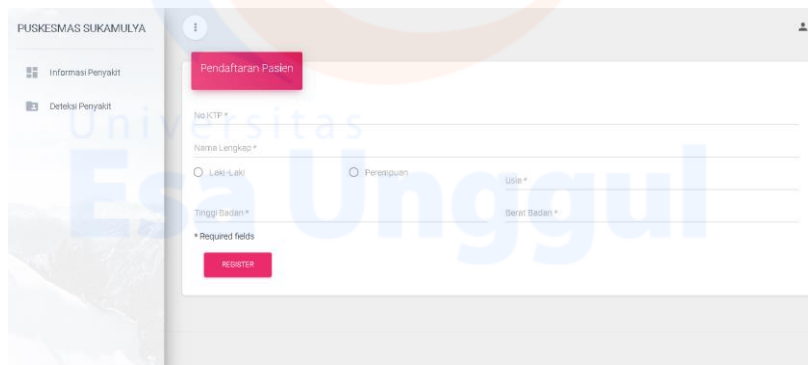 PUSKESMAS SUKAMULYA
Informasi Penyakit
Deteksi Penyakit
Pendaftaran Pasien
No KTP *
Nama Lengkap *
Laki-Laki Perempuan
Usia *
Tinggi Badan * Berat Badan *
* Required fields
REGISTER
Universitas
Esa Unggul